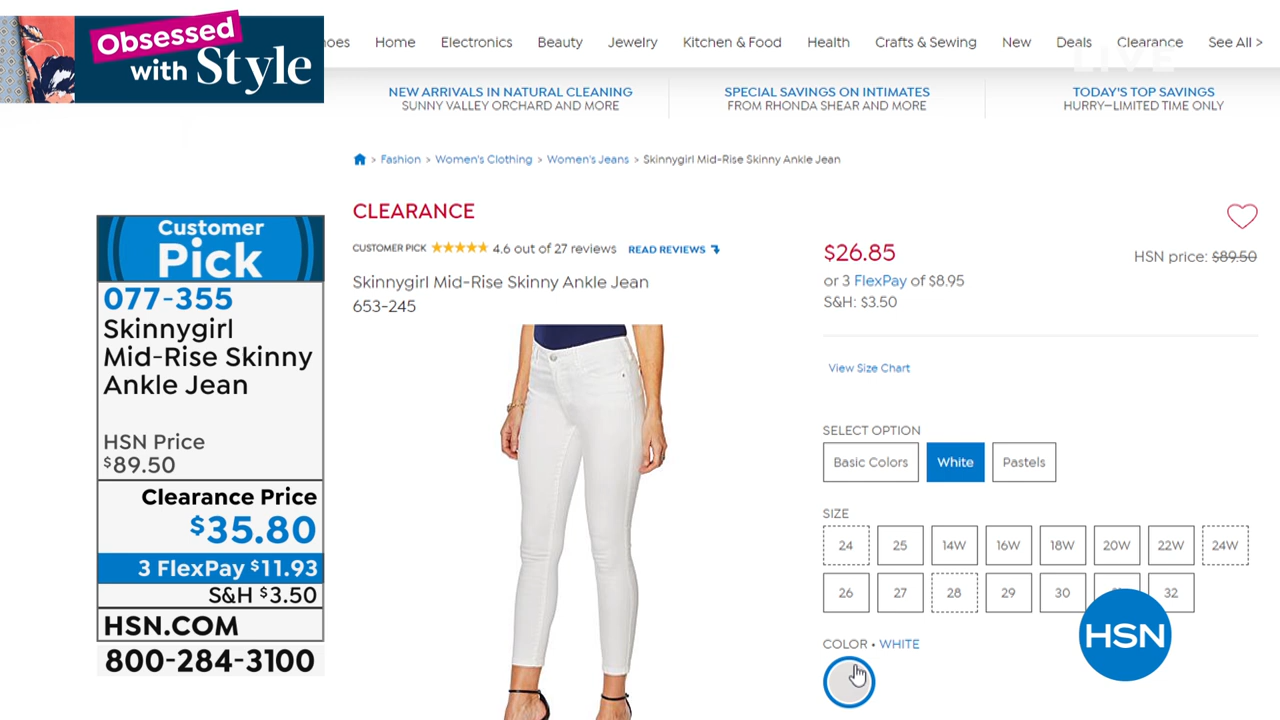 Obsessed
with Style
Home Electronics Beauty Jewelry Kitchen & Food Health Crafts & Sewing New Deals Clearance See All >
LIVE
NEW ARRIVALS IN NATURAL CLEANING
SUNNY VALLEY ORCHARD AND MORE
SPECIAL SAVINGS ON INTIMATES
FROM RHONDA SHEAR AND MORE
TODAY'S TOP SAVINGS
HURRY—LIMITED TIME ONLY
> Fashion > Women's Clothing > Women's Jeans > Skinnygirl Mid-Rise Skinny Ankle Jean
Customer
Pick
077-355
Skinnygirl
Mid-Rise Skinny
Ankle Jean
HSN Price
$89.50
Clearance Price
$35.80
3 FlexPay $11.93
S&H $3.50
HSN.COM
800-284-3100
CLEARANCE
CUSTOMER PICK 4.6 out of 27 reviews READ REVIEWS
Skinnygirl Mid-Rise Skinny Ankle Jean
653-245
$26.85
HSN price: $89.50
or 3 FlexPay of $8.95
S&H: $3.50
View Size Chart
SELECT OPTION
Basic Colors White Pastels
SIZE
24 25 14W 16W 18W 20W 22W 24W
26 27 28 29 30 32
COLOR • WHITE
HSN